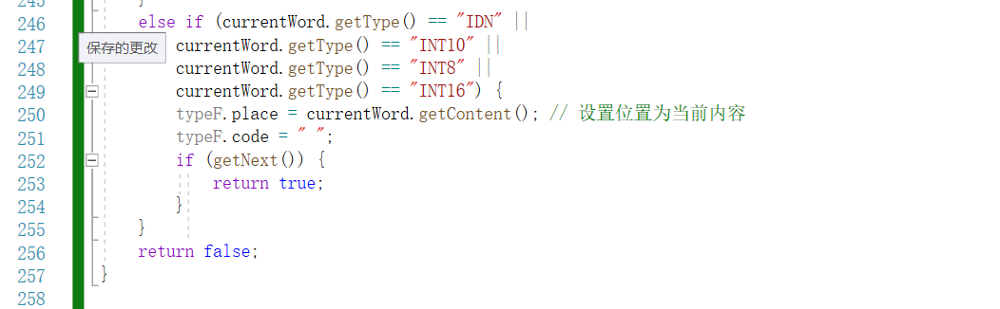 245 }
246 else if (currentWord.getType() == "IDN" ||
247 currentWord.getType() == "INT10" ||
保存的更改
248 currentWord.getType() == "INT8" ||
249 currentWord.getType() == "INT16") {
250 typeF.place = currentWord.getContent(); // 设置位置为当前内容
251 typeF.code = " ";
252 if (getNext()) {
253 return true;
254 }
255 }
256 return false;
257 }
258